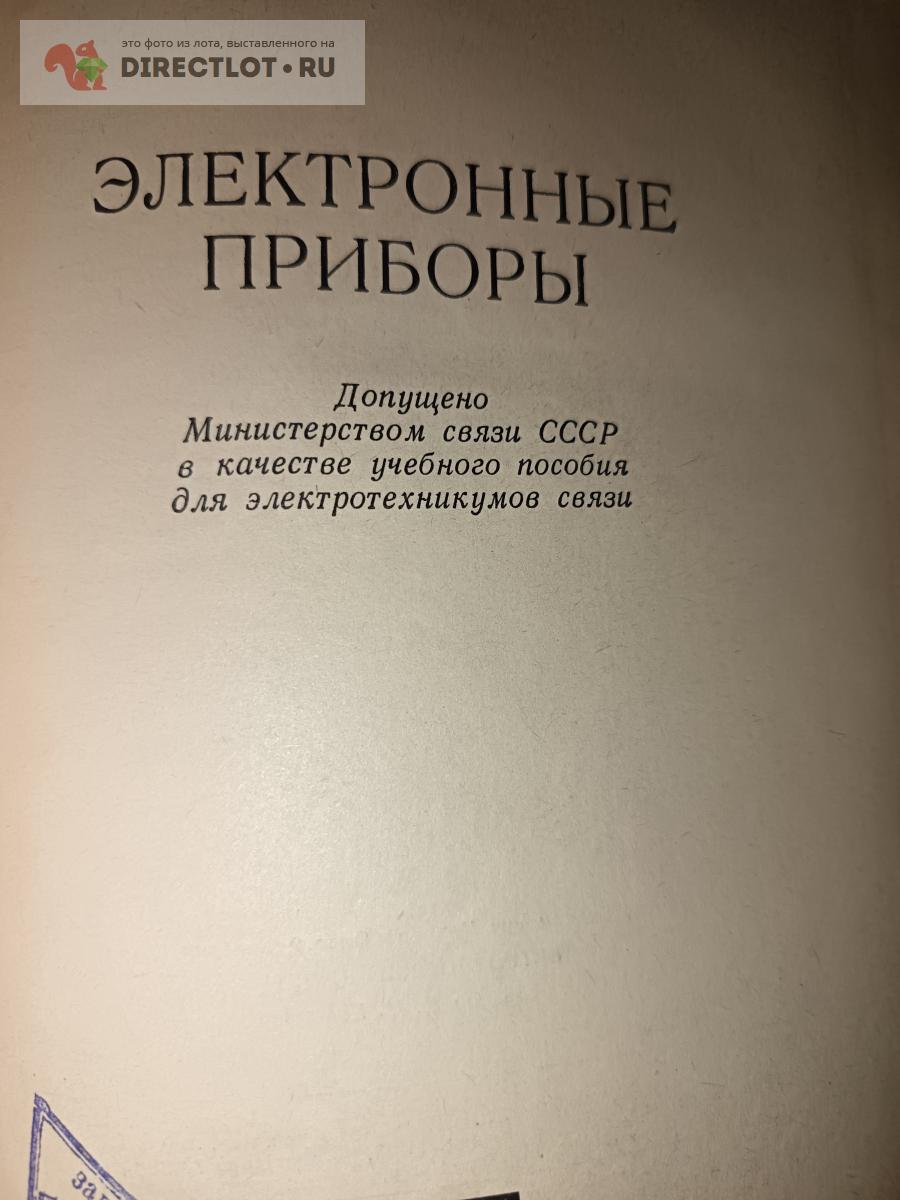 это фото из лота, выставленного на
DIRECTLOT•RU
ЭЛЕКТРОННЫЕ
ПРИБОРЫ
Допущено
Министерством связи СССР
в качестве учебного пособия
для электротехникумов связи